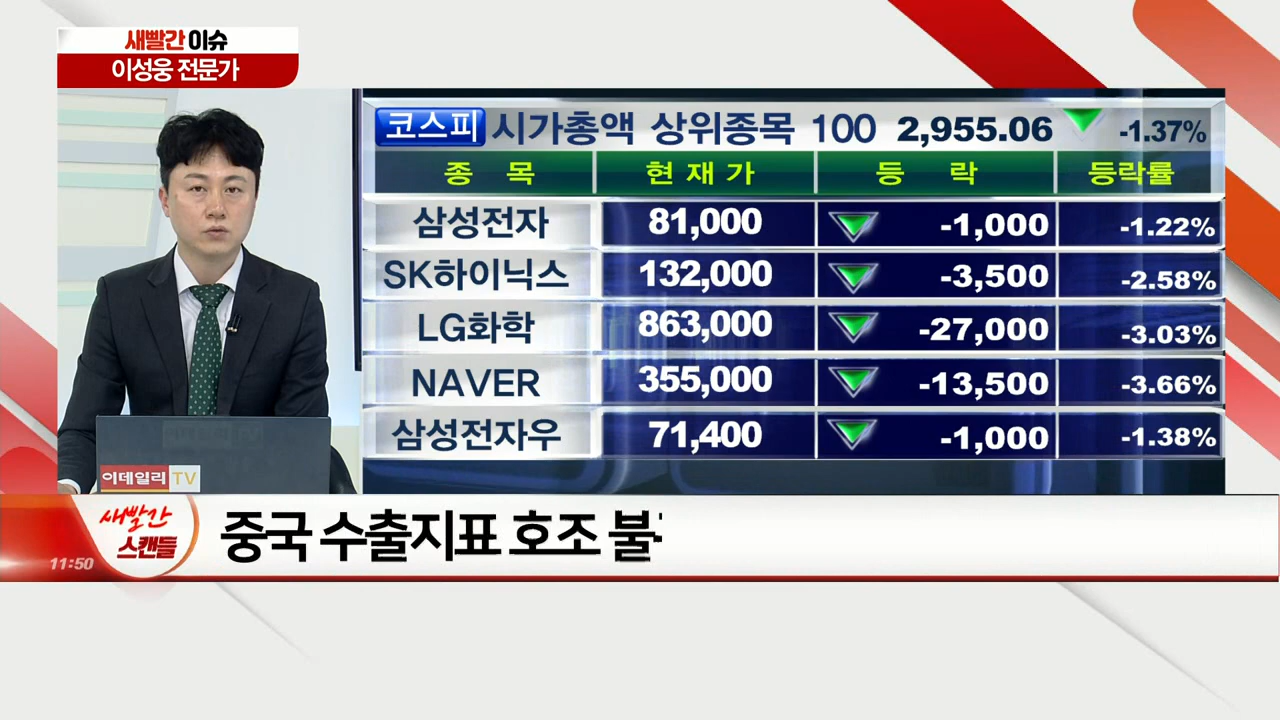 새빨간 이슈
이성웅 전문가
코스피 시가총액 상위종목 100 2,955.06 -1.37%
종 목 현 재 가 등 락 등락률
삼성전자 81,000 -1,000 -1.22%
SK하이닉스 132,000 -3,500 -2.58%
LG화학 863,000 -27,000 -3.03%
NAVER 355,000 -13,500 -3.66%
삼성전자우 71,400 -1,000 -1.38%
이데일리 TV
새빨간
스캔들
11:50
중국 수출지표 호조